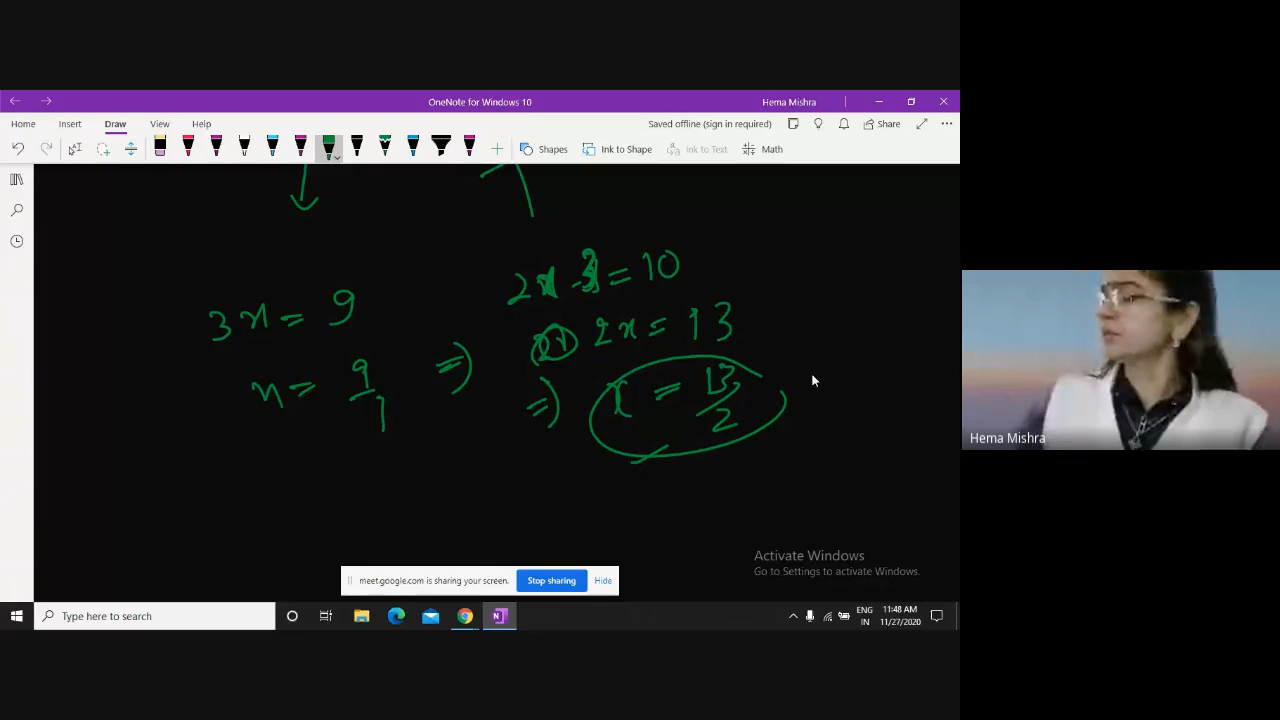 OneNote for Windows 10
Hema Mishra
Home Insert Draw View Help
Saved offline (sign in required)
Share
Shapes Ink to Shape Ink to Text Math
2x - 3 = 10
3x = 9
2x = 13
x = 9
=>
=> x = 13/2
Hema Mishra
Activate Windows
Go to Settings to activate Windows.
meet.google.com is sharing your screen. Stop sharing Hide
Type here to search
ENG
IN
11:48 AM
11/27/2020